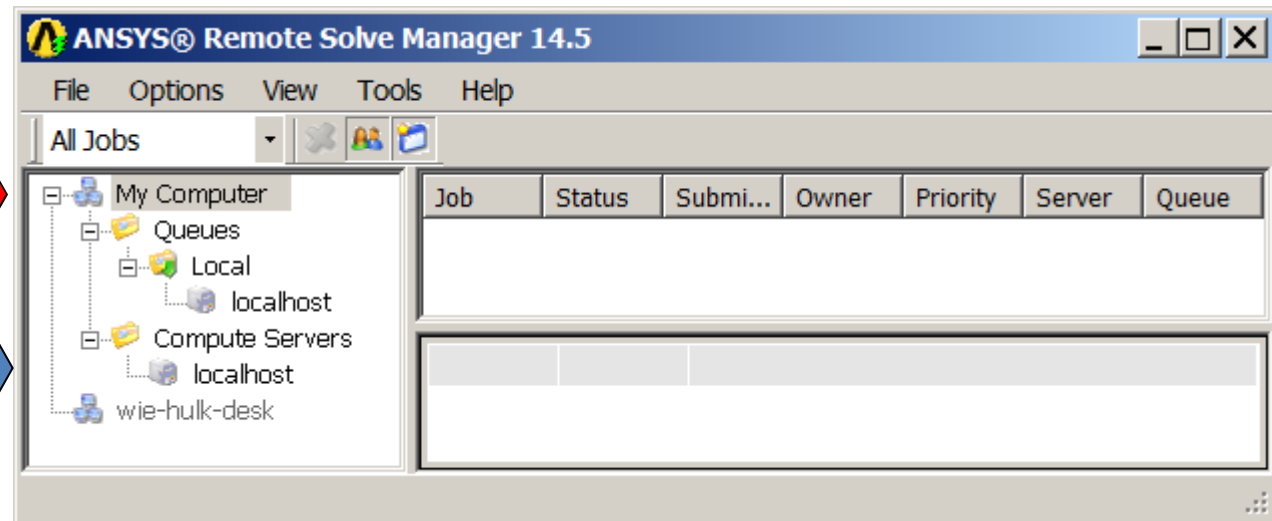 ANSYS® Remote Solve Manager 14.5
File Options View Tools Help
All Jobs
My Computer
Queues
Local
localhost
Compute Servers
localhost
wie-hulk-desk
Job Status Submi... Owner Priority Server Queue